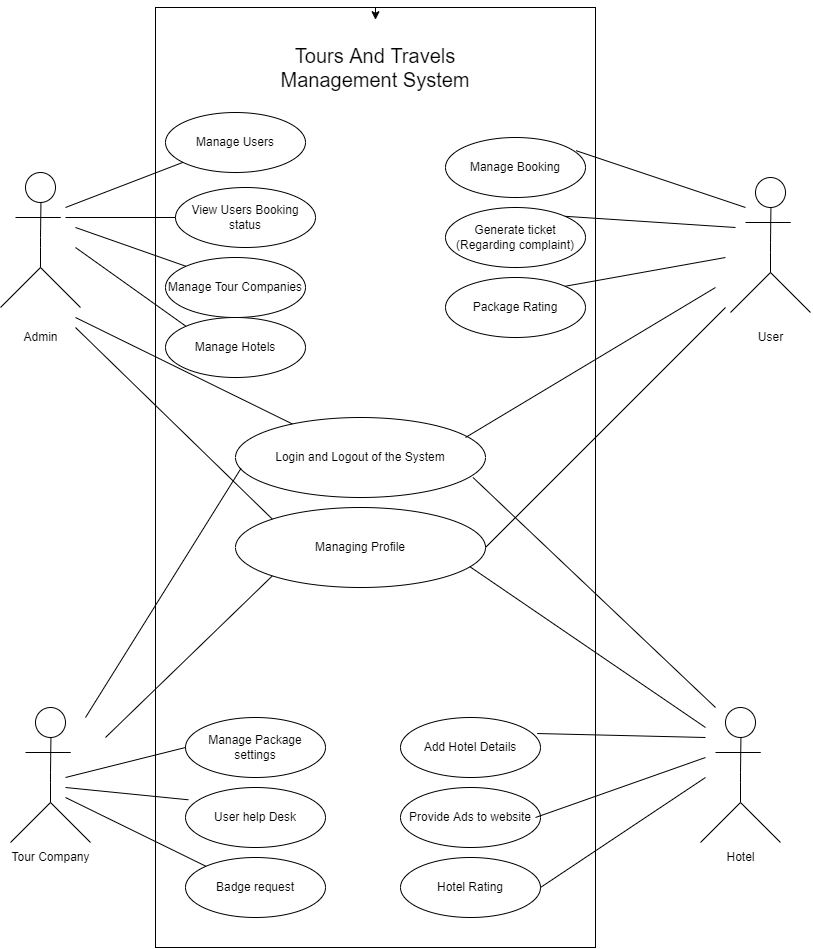 Tours And Travels
Management System
Manage Users
Manage Booking
View Users Booking
status
Generate ticket
(Regarding complaint)
Manage Tour Companies
Package Rating
Admin
User
Manage Hotels
Login and Logout of the System
Managing Profile
Manage Package
settings
Add Hotel Details
User help Desk
Provide Ads to website
Tour Company
Hotel
Badge request
Hotel Rating